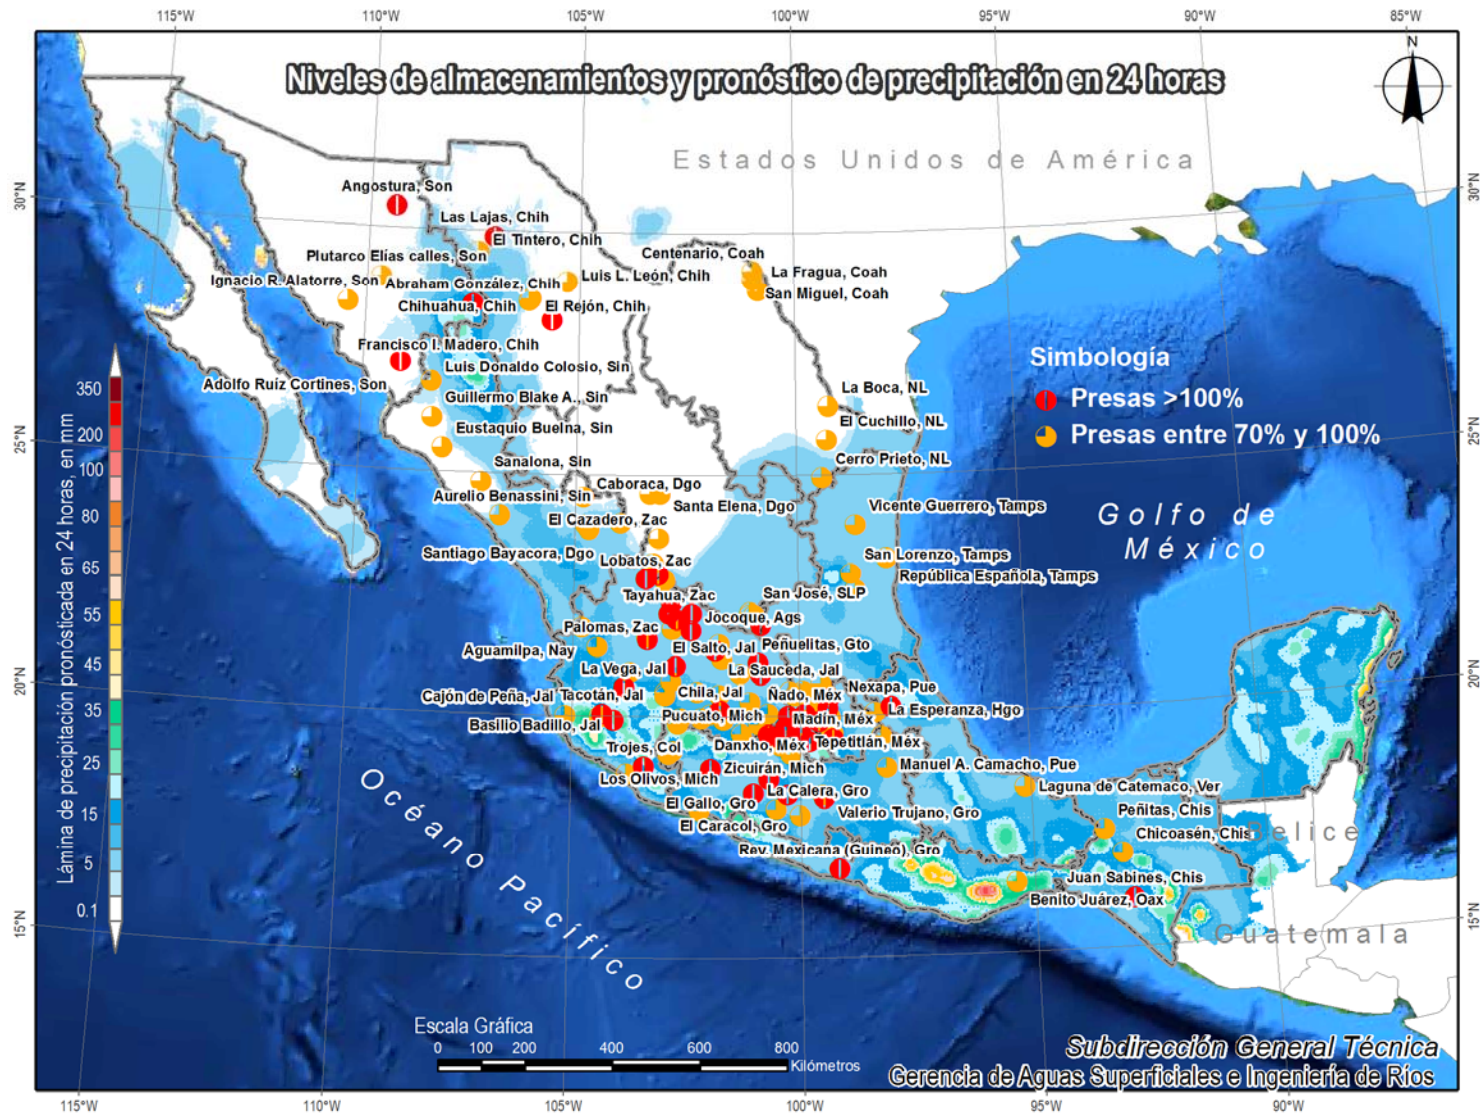 115°W 110°W 105°W 100°W 95°W 90°W 85°W
N
Niveles de almacenamientos y pronóstico de precipitación en 24 horas
Estados Unidos de América
30°N
30°N
Angostura, Son
Las Lajas, Chih
El Tintero, Chih
Plutarco Elías calles, Son
Centenario, Coah
La Fragua, Coah
Luis L. León, Chih
Ignacio R. Alatorre, Son
Abraham González, Chih
San Miguel, Coah
Chihuahua, Chih
El Rejón, Chih
Francisco I. Madero, Chih
Luis Donaldo Colosio, Sin
Adolfo Ruíz Cortines, Son
Guillermo Blake A., Sin
La Boca, NL
Eustaquio Buelna, Sin
El Cuchillo, NL
25°N
25°N
Sanalona, Sin
Cerro Prieto, NL
Caboraca, Dgo
Aurelio Benassini, Sin
Santa Elena, Dgo
Vicente Guerrero, Tamps
El Cazadero, Zac
Santiago Bayacora, Dgo
Lobatos, Zac
San Lorenzo, Tamps
República Española, Tamps
Tayahua, Zac
San José, SLP
Jocoque, Ags
Palomas, Zac
Aguamilpa, Nay
El Salto, Jal
Peñuelitas, Gto
La Vega, Jal
La Sauceda, Jal
20°N
20°N
Cajón de Peña, Jal
Tacotán, Jal
Chila, Jal
Ñado, Méx
Nexapa, Pue
La Esperanza, Hgo
Basilio Badillo, Jal
Pucuato, Mich
Madín, Méx
Trojes, Col
Danxho, Méx
Tepetitlán, Méx
Los Olivos, Mich
Zicuirán, Mich
Manuel A. Camacho, Pue
La Calera, Gro
Laguna de Catemaco, Ver
El Gallo, Gro
Valerio Trujano, Gro
Peñitas, Chis
El Caracol, Gro
Chicoasén, Chis
Belice
Rev. Mexicana (Guineo), Gro
Juan Sabines, Chis
Benito Juárez, Oax
15°N
15°N
Guatemala
Simbología
Presas >100%
Presas entre 70% y 100%
Golfo de
México
Océano Pacífico
Lámina de precipitación pronósticada en 24 horas, en mm
350
200
100
80
65
55
45
35
25
15
5
0.1
Escala Gráfica
0 100 200 400 600 800
Kilómetros
Subdirección General Técnica
Gerencia de Aguas Superficiales e Ingeniería de Ríos
115°W 110°W 105°W 100°W 95°W 90°W